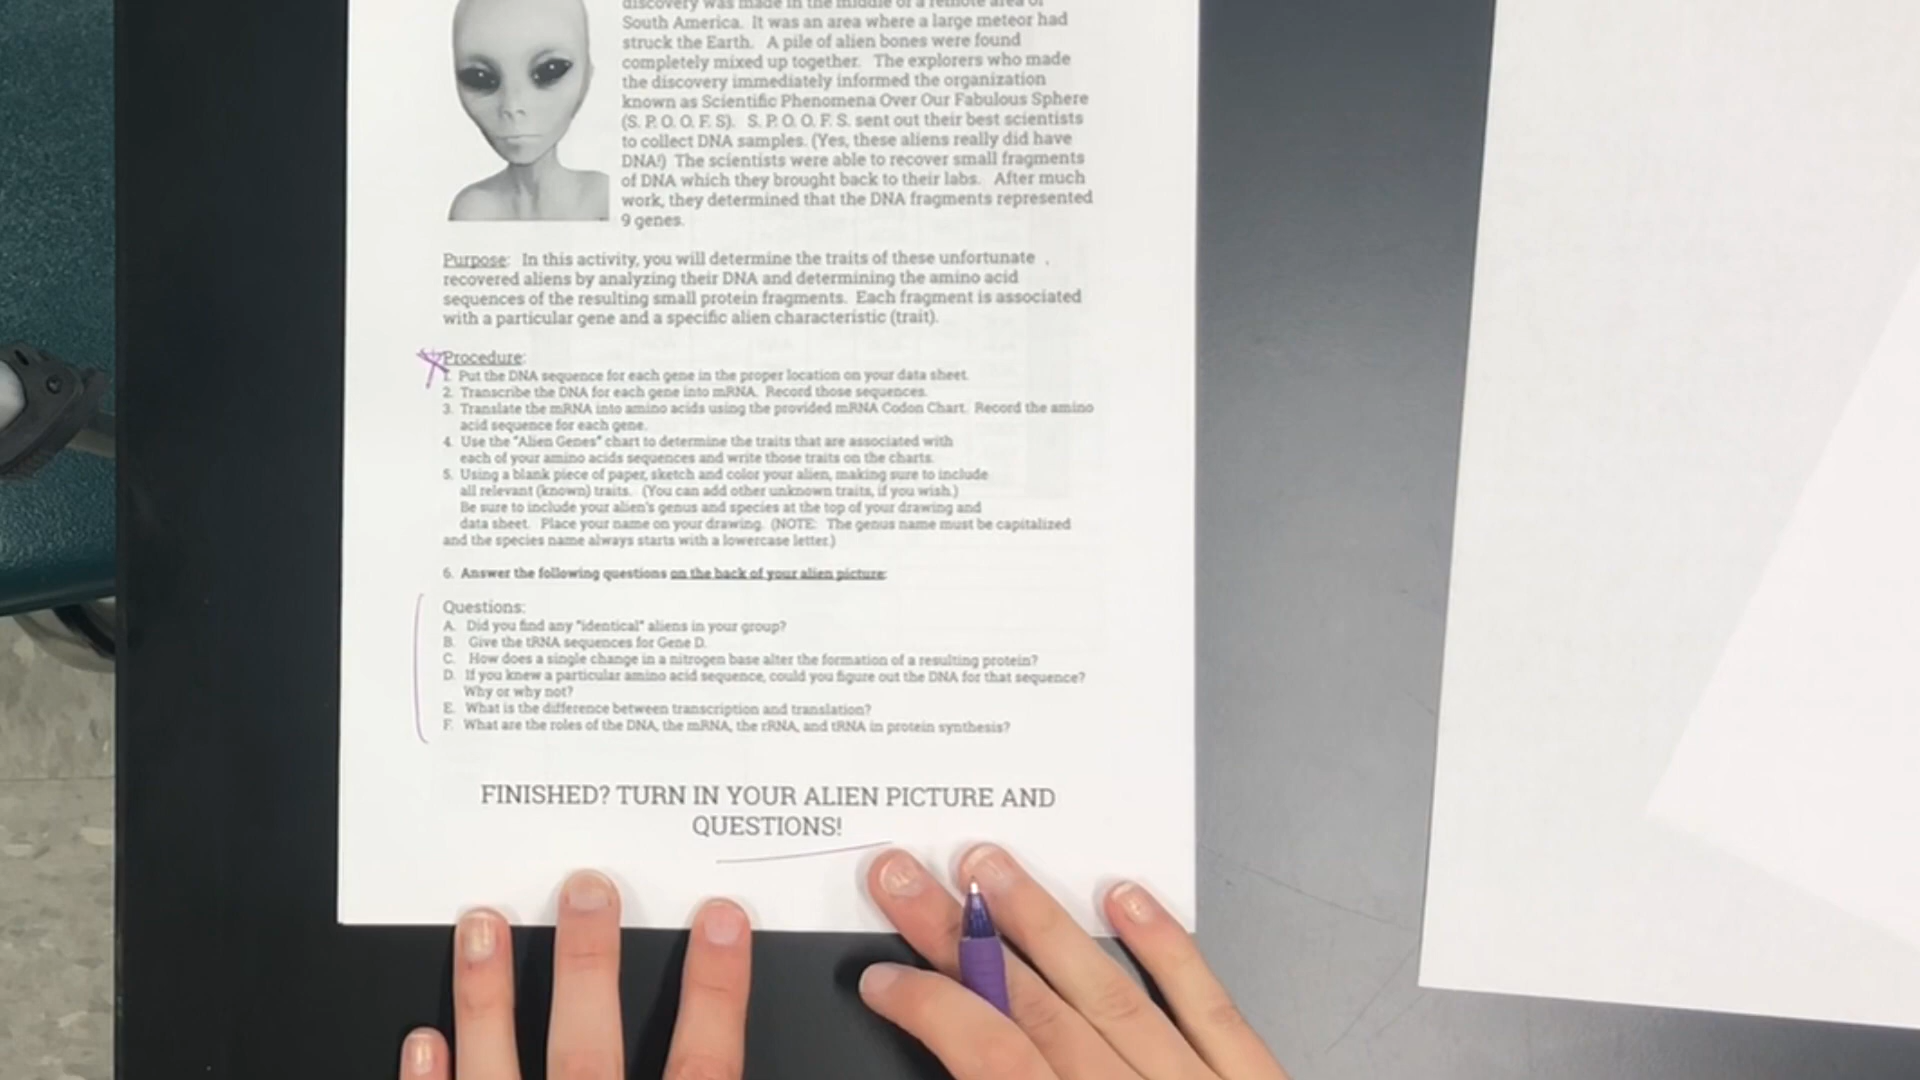 discovery was made in the middle of a remote area of
South America. It was an area where a large meteor had
struck the Earth. A pile of alien bones were found
completely mixed up together. The explorers who made
the discovery immediately informed the organization
known as Scientific Phenomena Over Our Fabulous Sphere
(S. P. O. O. F. S). S. P. O. O. F. S. sent out their best scientists
to collect DNA samples. (Yes, these aliens really did have
DNA!) The scientists were able to recover small fragments
of DNA which they brought back to their labs. After much
work, they determined that the DNA fragments represented
9 genes.
Purpose: In this activity, you will determine the traits of these unfortunate
recovered aliens by analyzing their DNA and determining the amino acid
sequences of the resulting small protein fragments. Each fragment is associated
with a particular gene and a specific alien characteristic (trait).
Procedure:
1. Put the DNA sequence for each gene in the proper location on your data sheet.
2. Transcribe the DNA for each gene into mRNA. Record those sequences.
3. Translate the mRNA into amino acids using the provided mRNA Codon Chart. Record the amino
acid sequence for each gene.
4. Use the "Alien Genes" chart to determine the traits that are associated with
each of your amino acids sequences and write those traits on the charts.
5. Using a blank piece of paper, sketch and color your alien, making sure to include
all relevant (known) traits. (You can add other unknown traits, if you wish.)
Be sure to include your alien's genus and species at the top of your drawing and
data sheet. Place your name on your drawing. (NOTE: The genus name must be capitalized
and the species name always starts with a lowercase letter.)
6. Answer the following questions on the back of your alien picture:
Questions:
A. Did you find any "identical" aliens in your group?
B. Give the tRNA sequences for Gene D.
C. How does a single change in a nitrogen base alter the formation of a resulting protein?
D. If you knew a particular amino acid sequence, could you figure out the DNA for that sequence?
Why or why not?
E. What is the difference between transcription and translation?
F. What are the roles of the DNA, the mRNA, the rRNA, and tRNA in protein synthesis?
FINISHED? TURN IN YOUR ALIEN PICTURE AND
QUESTIONS!